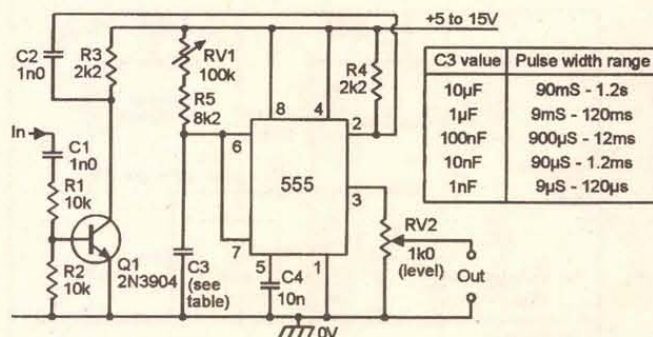 +5 to 15V
C2
1n0
R3
2k2
RV1
100k
R5
8k2
R4
2k2
In
C1
1n0
R1
10k
R2
10k
Q1
2N3904
C3
(see
table)
8
4
2
6
555
3
7
5
1
C4
10n
RV2
1k0
(level)
Out
0V
C3 value Pulse width range
10µF 90mS - 1.2s
1µF 9mS - 120ms
100nF 900µS - 12ms
10nF 90µS - 1.2ms
1nF 9µS - 120µs